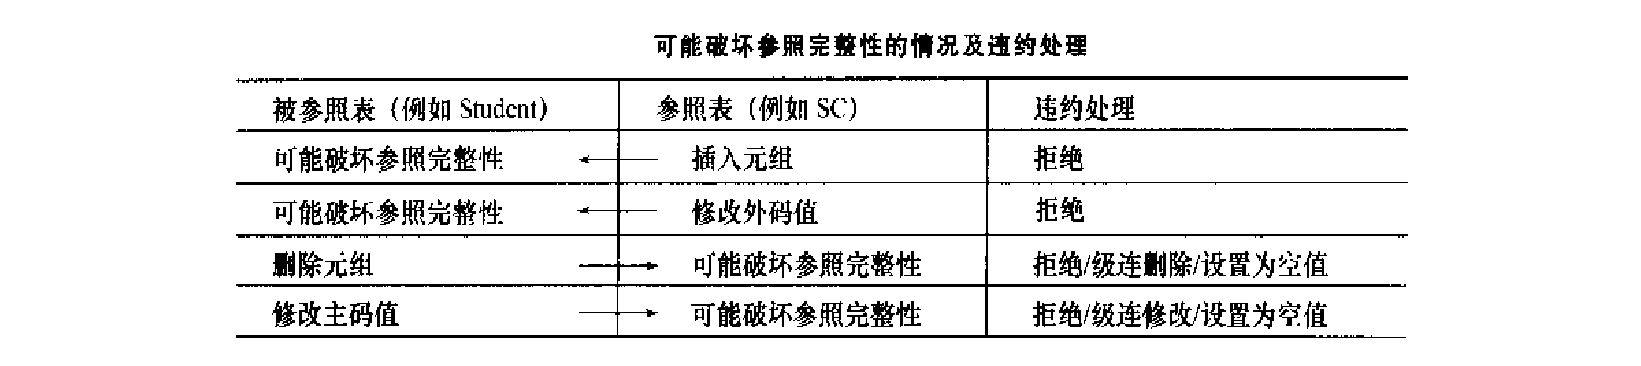 可能破坏参照完整性的情况及违约处理
被参照表（例如 Student） 参照表（例如 SC） 违约处理
可能破坏参照完整性 ← 插入元组 拒绝
可能破坏参照完整性 ← 修改外码值 拒绝
删除元组 → 可能破坏参照完整性 拒绝/级连删除/设置为空值
修改主码值 → 可能破坏参照完整性 拒绝/级连修改/设置为空值